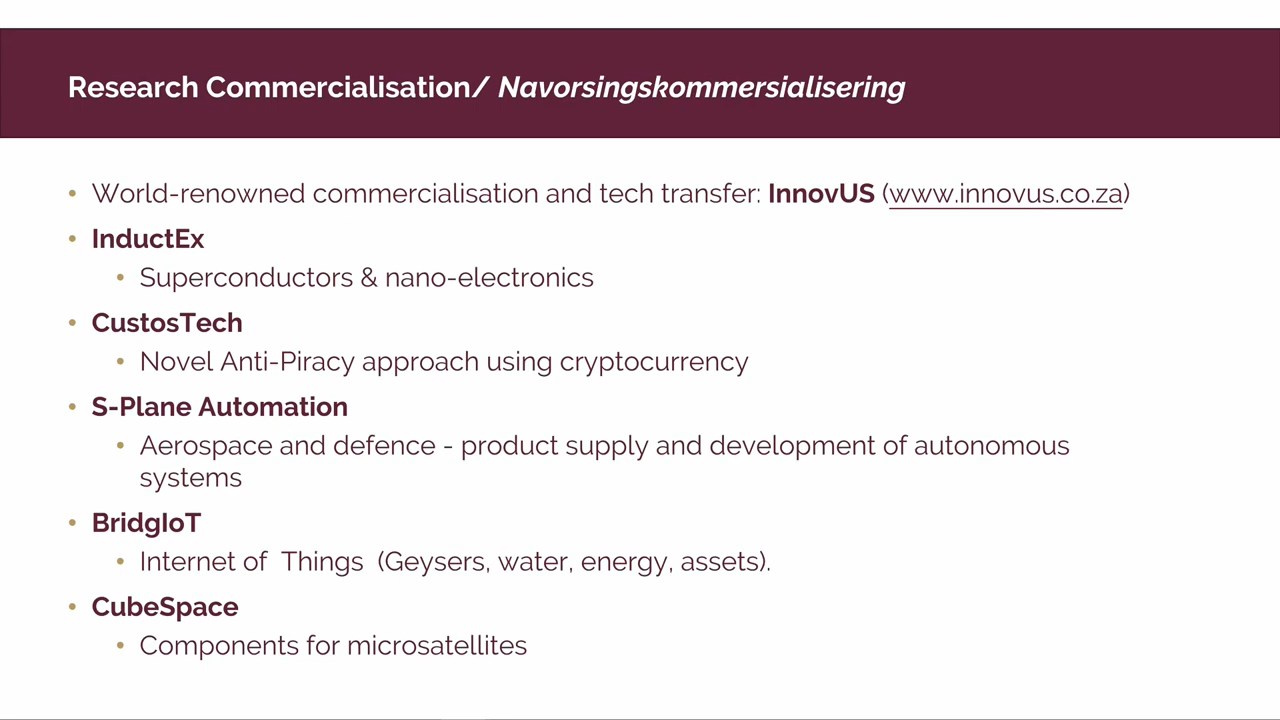 Research Commercialisation/ Navorsingskommersialisering
• World-renowned commercialisation and tech transfer: InnovUS (www.innovus.co.za)
• InductEx
• Superconductors & nano-electronics
• CustosTech
• Novel Anti-Piracy approach using cryptocurrency
• S-Plane Automation
• Aerospace and defence - product supply and development of autonomous
systems
• BridgIoT
• Internet of  Things  (Geysers, water, energy, assets).
• CubeSpace
• Components for microsatellites